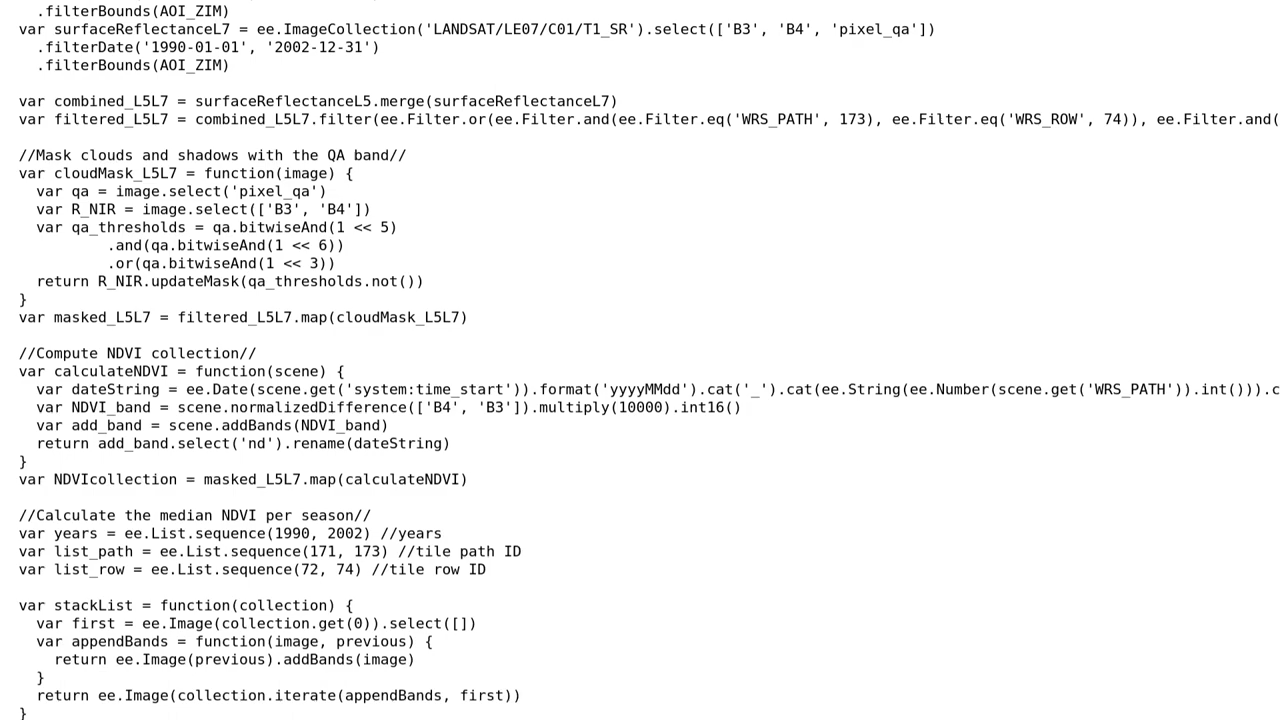 .filterBounds(AOI_ZIM)
var surfaceReflectanceL7 = ee.ImageCollection('LANDSAT/LE07/C01/T1_SR').select(['B3', 'B4', 'pixel_qa'])
.filterDate('1990-01-01', '2002-12-31')
.filterBounds(AOI_ZIM)
var combined_L5L7 = surfaceReflectanceL5.merge(surfaceReflectanceL7)
var filtered_L5L7 = combined_L5L7.filter(ee.Filter.or(ee.Filter.and(ee.Filter.eq('WRS_PATH', 173), ee.Filter.eq('WRS_ROW', 74)), ee.Filter.and(
//Mask clouds and shadows with the QA band//
var cloudMask_L5L7 = function(image) {
var qa = image.select('pixel_qa')
var R_NIR = image.select(['B3', 'B4'])
var qa_thresholds = qa.bitwiseAnd(1 << 5)
.and(qa.bitwiseAnd(1 << 6))
.or(qa.bitwiseAnd(1 << 3))
return R_NIR.updateMask(qa_thresholds.not())
}
var masked_L5L7 = filtered_L5L7.map(cloudMask_L5L7)
//Compute NDVI collection//
var calculateNDVI = function(scene) {
var dateString = ee.Date(scene.get('system:time_start')).format('yyyyMMdd').cat('_').cat(ee.String(ee.Number(scene.get('WRS_PATH')).int())).c
var NDVI_band = scene.normalizedDifference(['B4', 'B3']).multiply(10000).int16()
var add_band = scene.addBands(NDVI_band)
return add_band.select('nd').rename(dateString)
}
var NDVIcollection = masked_L5L7.map(calculateNDVI)
//Calculate the median NDVI per season//
var years = ee.List.sequence(1990, 2002) //years
var list_path = ee.List.sequence(171, 173) //tile path ID
var list_row = ee.List.sequence(72, 74) //tile row ID
var stackList = function(collection) {
var first = ee.Image(collection.get(0)).select([])
var appendBands = function(image, previous) {
return ee.Image(previous).addBands(image)
}
return ee.Image(collection.iterate(appendBands, first))
}